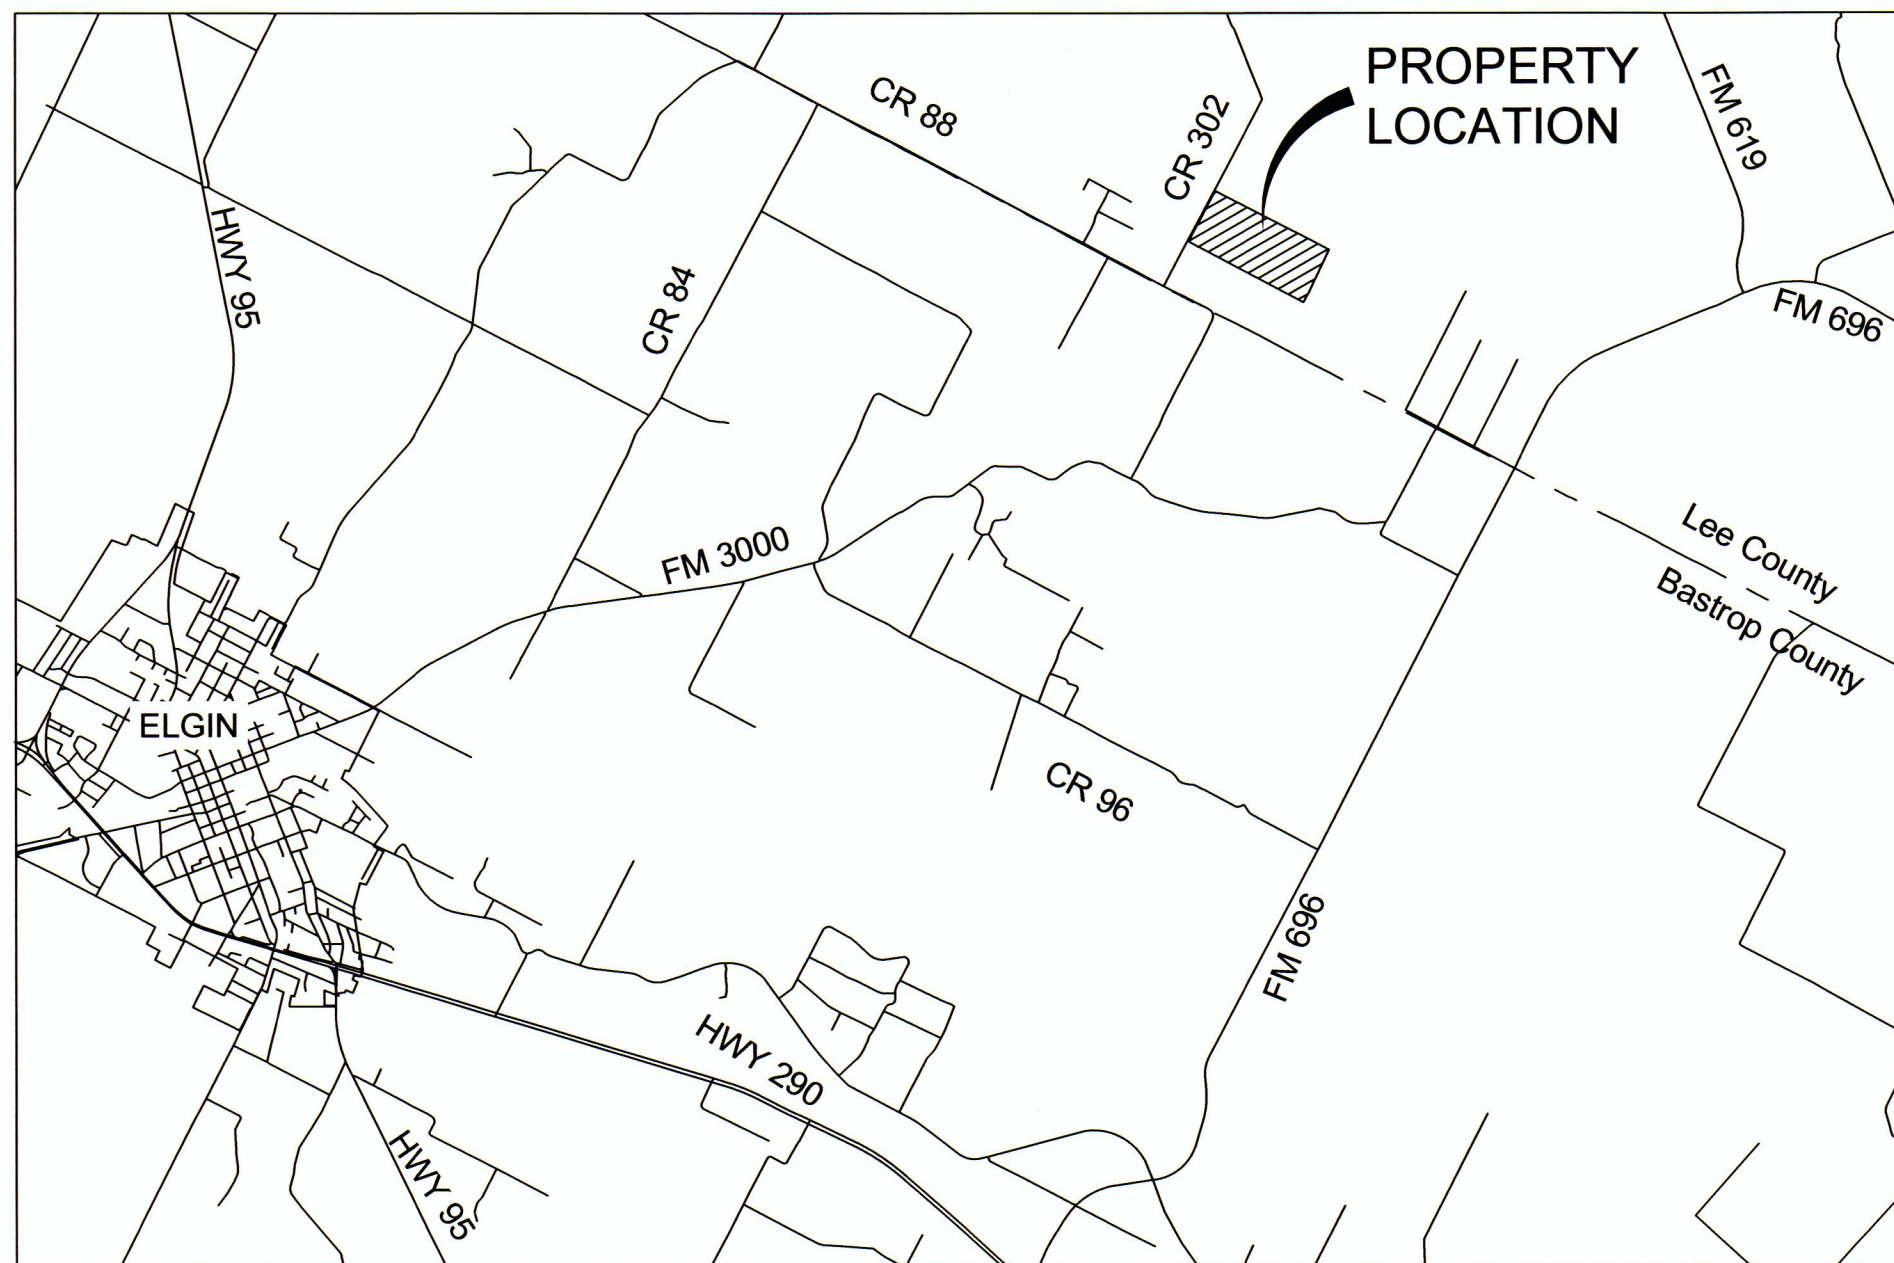 PROPERTY
LOCATION
CR 88
CR 302
FM 619
HWY 95
CR 84
FM 696
FM 3000
Lee County
Bastrop County
ELGIN
CR 96
FM 696
HWY 290
HWY 95